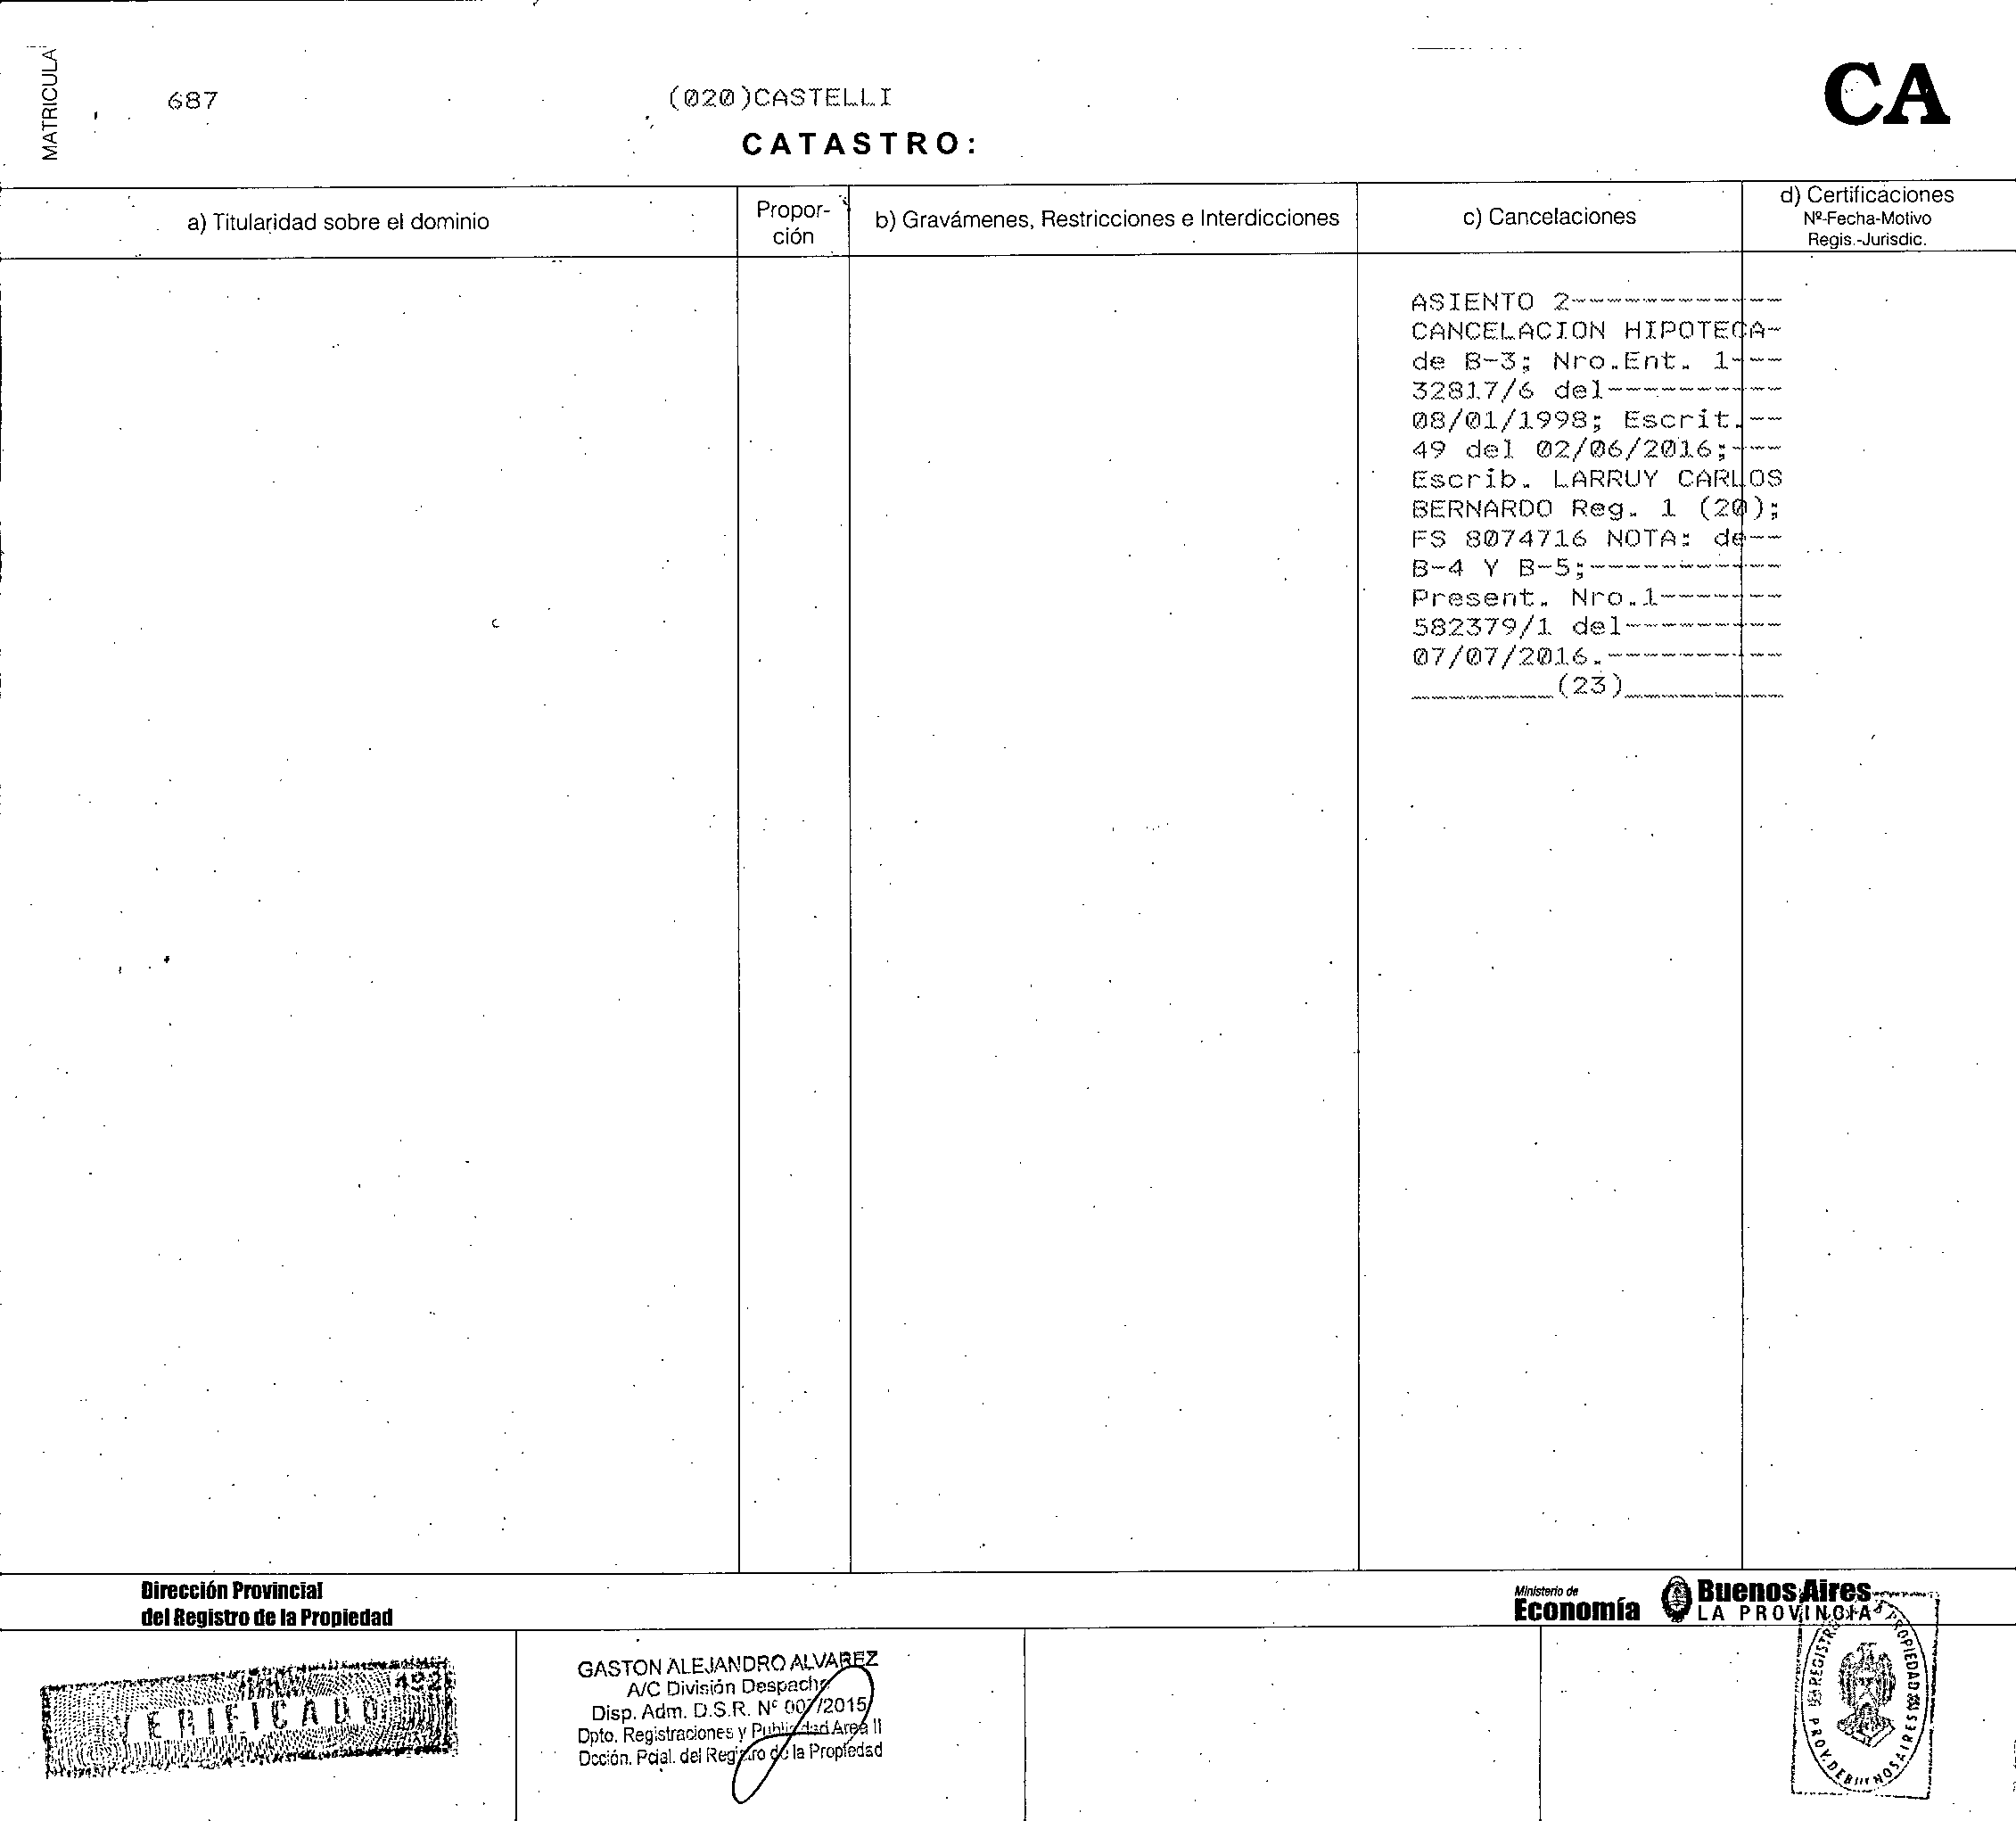 MATRICULA
687
(020)CASTELLI
CA
CATASTRO:
a) Titularidad sobre el dominio
Propor-
ción
b) Gravámenes, Restricciones e Interdicciones
c) Cancelaciones
d) Certificaciones
Nº-Fecha-Motivo
Regis.-Jurisdic.
ASIENTO 2------------
CANCELACION HIPOTECA-
de B-3; Nro.Ent. 1---
32817/6 del----------
08/01/1998; Escrit.--
49 del 02/06/2016;---
Escrib. LARRUY CARLOS
BERNARDO Reg. 1 (20);
FS 8074716 NOTA: de--
B-4 Y B-5;-----------
Present. Nro.1-------
582379/1 del---------
07/07/2016.----------
________(23)_________
Dirección Provincial
del Registro de la Propiedad
Ministerio de
Economía
Buenos Aires
LA PROVINCIA
VERIFICADO
GASTON ALEJANDRO ALVAREZ
A/C División Despacho
Disp. Adm. D.S.R. Nº 007/2015
Dpto. Registraciones y Publicidad Area II
Dcción. Pcial. del Registro de la Propiedad
REGISTRO PROPIEDAD
PROV. DE BUENOS AIRES